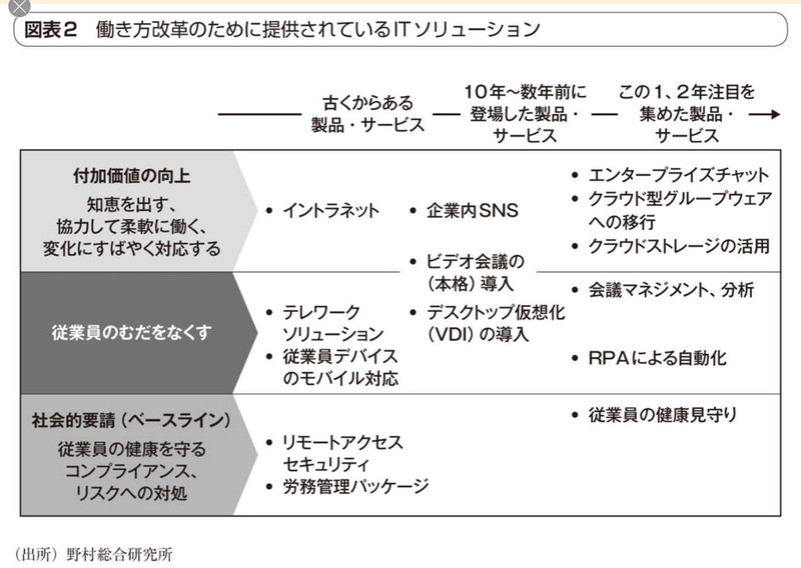 図表2 働き方改革のために提供されているITソリューション
古くからある
製品・サービス
10年～数年前に
登場した製品・
サービス
この1、2年注目を
集めた製品・
サービス
付加価値の向上
知恵を出す、
協力して柔軟に働く、
変化にすばやく対応する
• イントラネット
• 企業内SNS
• エンタープライズチャット
• クラウド型グループウェア
への移行
• クラウドストレージの活用
• ビデオ会議の
（本格）導入
従業員のむだをなくす
• テレワーク
ソリューション
• 従業員デバイス
のモバイル対応
• デスクトップ仮想化
（VDI）の導入
• 会議マネジメント、分析
• RPAによる自動化
社会的要請（ベースライン）
従業員の健康を守る
コンプライアンス、
リスクへの対処
• リモートアクセス
セキュリティ
• 労務管理パッケージ
• 従業員の健康見守り
（出所）野村総合研究所